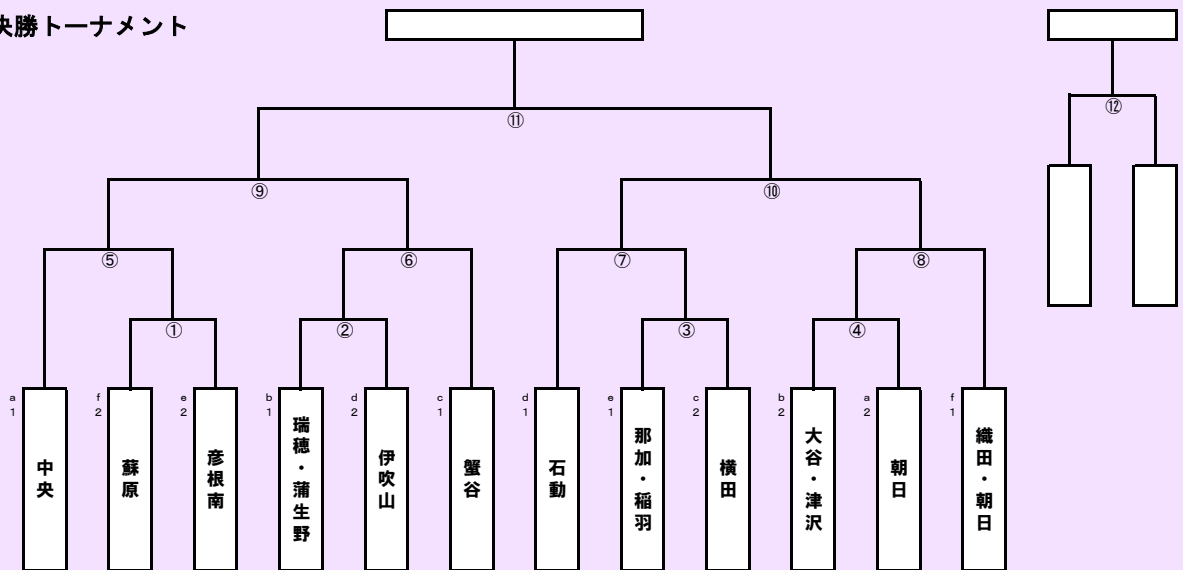 決勝トーナメント
⑪
⑫
⑨
⑩
⑤
⑥
⑦
⑧
①
②
③
④
a1
f2
e2
b1
d2
c1
d1
e1
c2
b2
a2
f1
中央
蘇原
彦根南
瑞穂・蒲生野
伊吹山
蟹谷
石動
那加・稲羽
横田
大谷・津沢
朝日
織田・朝日